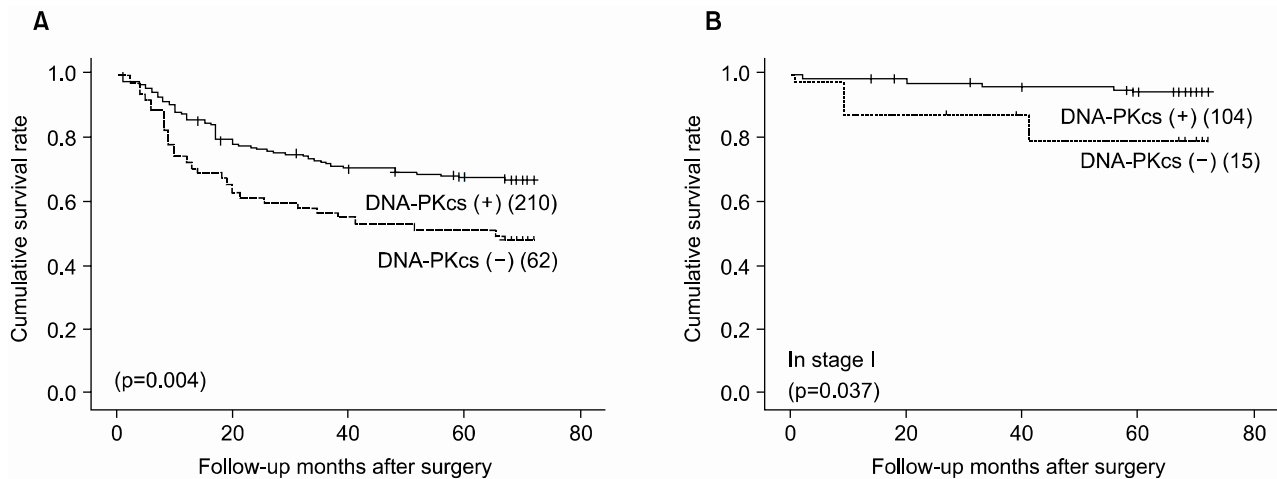 A
Cumulative survival rate
1.0
0.8
0.6
0.4
0.2
0.0
DNA-PKcs (+) (210)
DNA-PKcs (−) (62)
(p=0.004)
0 20 40 60 80
Follow-up months after surgery
B
Cumulative survival rate
1.0
0.8
0.6
0.4
0.2
0.0
DNA-PKcs (+) (104)
DNA-PKcs (−) (15)
In stage I
(p=0.037)
0 20 40 60 80
Follow-up months after surgery